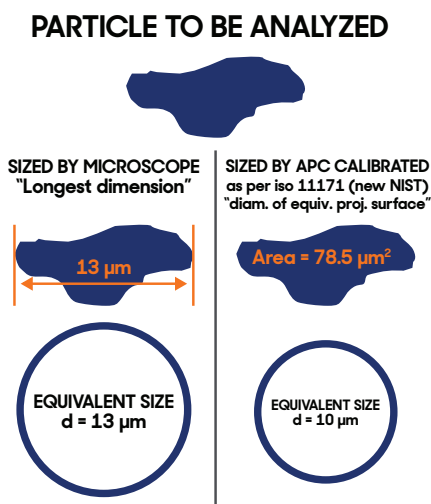 PARTICLE TO BE ANALYZED
SIZED BY MICROSCOPE
"Longest dimension"
13 µm
EQUIVALENT SIZE
d = 13 µm
SIZED BY APC CALIBRATED
as per iso 11171 (new NIST)
"diam. of equiv. proj. surface"
Area = 78.5 µm²
EQUIVALENT SIZE
d = 10 µm